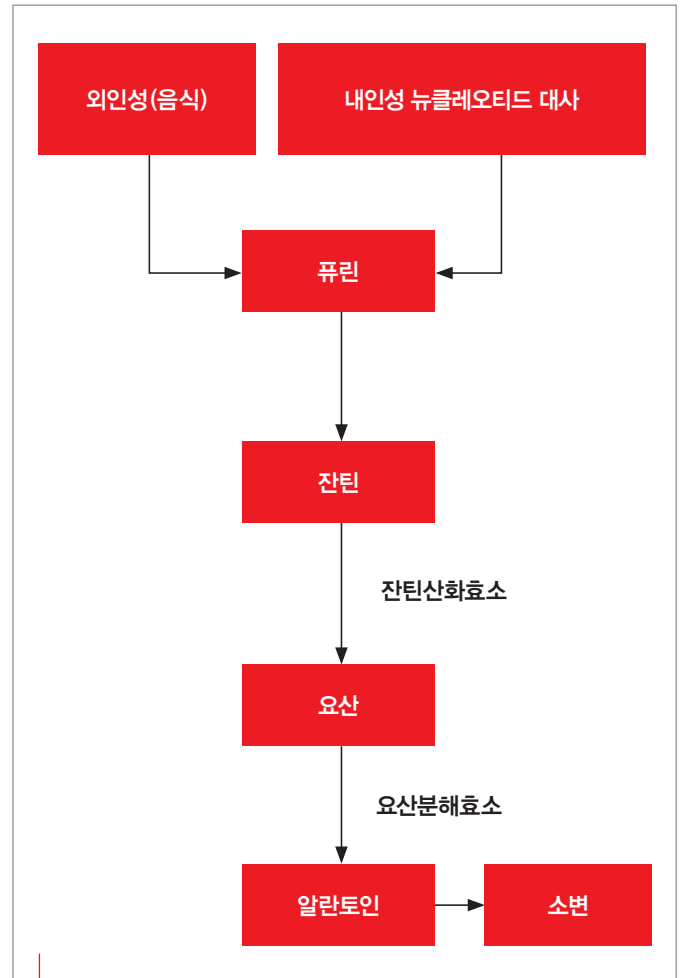 외인성(음식)
내인성 뉴클레오티드 대사
퓨린
잔틴
잔틴산화효소
요산
요산분해효소
알란토인
소변